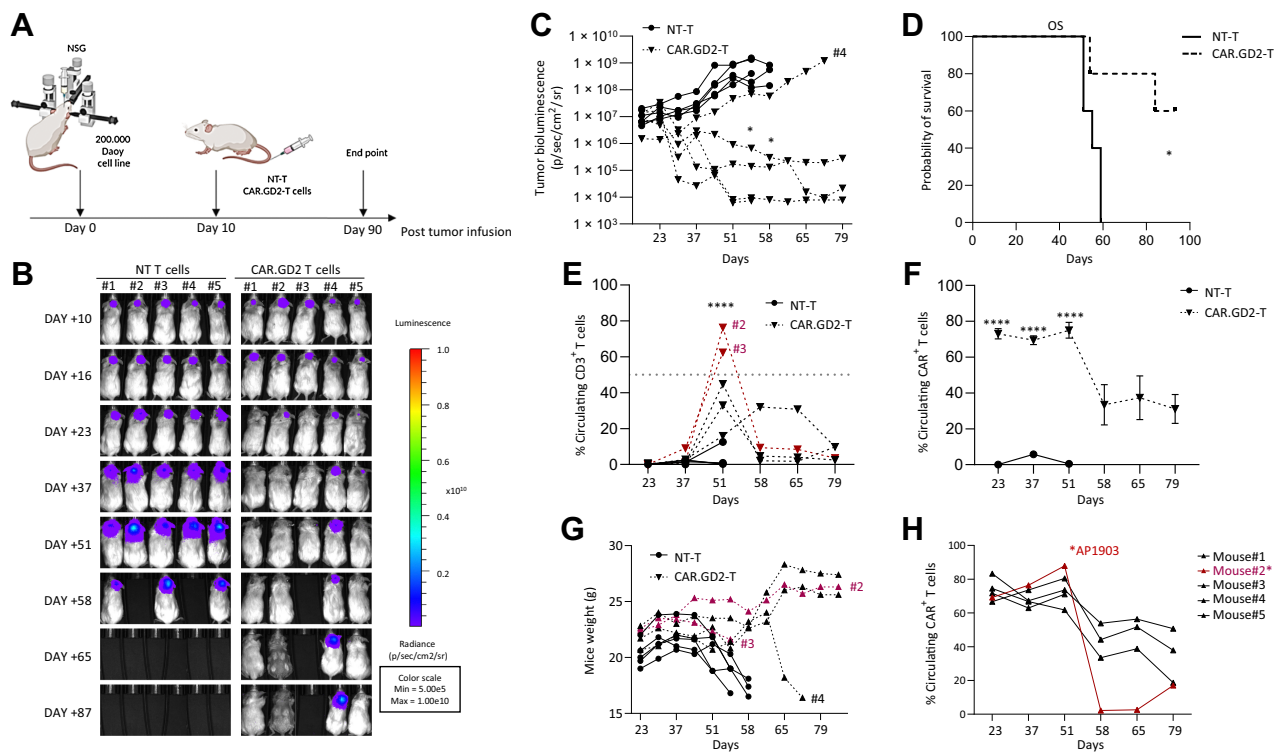 A
NSG
200.000
Daoy
cell line
NT-T
CAR.GD2-T cells
End point
Day 0
Day 10
Day 90
Post tumor infusion
B
NT T cells
CAR.GD2 T cells
#1 #2 #3 #4 #5
#1 #2 #3 #4 #5
DAY +10
DAY +16
DAY +23
DAY +37
DAY +51
DAY +58
DAY +65
DAY +87
Luminescence
1.0
0.8
0.6
x10¹⁰
0.4
0.2
Radiance
(p/sec/cm2/sr)
Color scale
Min = 5.00e5
Max = 1.00e10
C
Tumor bioluminescence
(p/sec/cm²/sr)
1 × 10¹⁰
1 × 10⁹
1 × 10⁸
1 × 10⁷
1 × 10⁶
1 × 10⁵
1 × 10⁴
1 × 10³
NT-T
CAR.GD2-T
#4
* *
23 37 51 58 65 79
Days
D
OS
Probability of survival
100
80
60
40
20
0
NT-T
CAR.GD2-T
*
0 20 40 60 80 100
Days
E
% Circulating CD3⁺ T cells
100
80
60
40
20
0
****
#2
#3
NT-T
CAR.GD2-T
23 37 51 58 65 79
Days
F
% Circulating CAR⁺ T cells
100
80
60
40
20
0
**** **** ****
NT-T
CAR.GD2-T
23 37 51 58 65 79
Days
G
Mice weight (g)
30
25
20
15
NT-T
CAR.GD2-T
#2
#3
#4
23 37 51 58 65 79
Days
H
% Circulating CAR⁺ T cells
100
80
60
40
20
0
*AP1903
Mouse#1
Mouse#2*
Mouse#3
Mouse#4
Mouse#5
23 37 51 58 65 79
Days